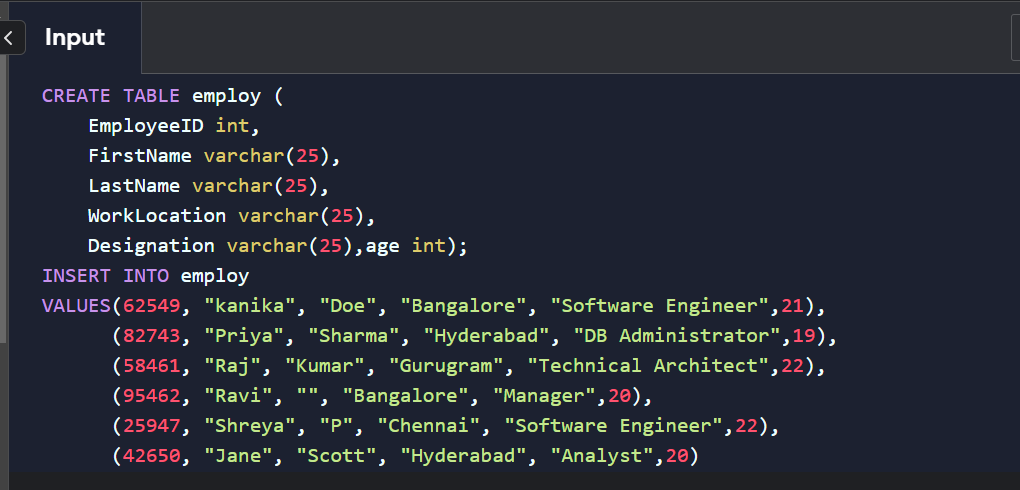 Input
CREATE TABLE employ (
    EmployeeID int,
    FirstName varchar(25),
    LastName varchar(25),
    WorkLocation varchar(25),
    Designation varchar(25),age int);
INSERT INTO employ
VALUES(62549, "kanika", "Doe", "Bangalore", "Software Engineer",21),
      (82743, "Priya", "Sharma", "Hyderabad", "DB Administrator",19),
      (58461, "Raj", "Kumar", "Gurugram", "Technical Architect",22),
      (95462, "Ravi", "", "Bangalore", "Manager",20),
      (25947, "Shreya", "P", "Chennai", "Software Engineer",22),
      (42650, "Jane", "Scott", "Hyderabad", "Analyst",20)